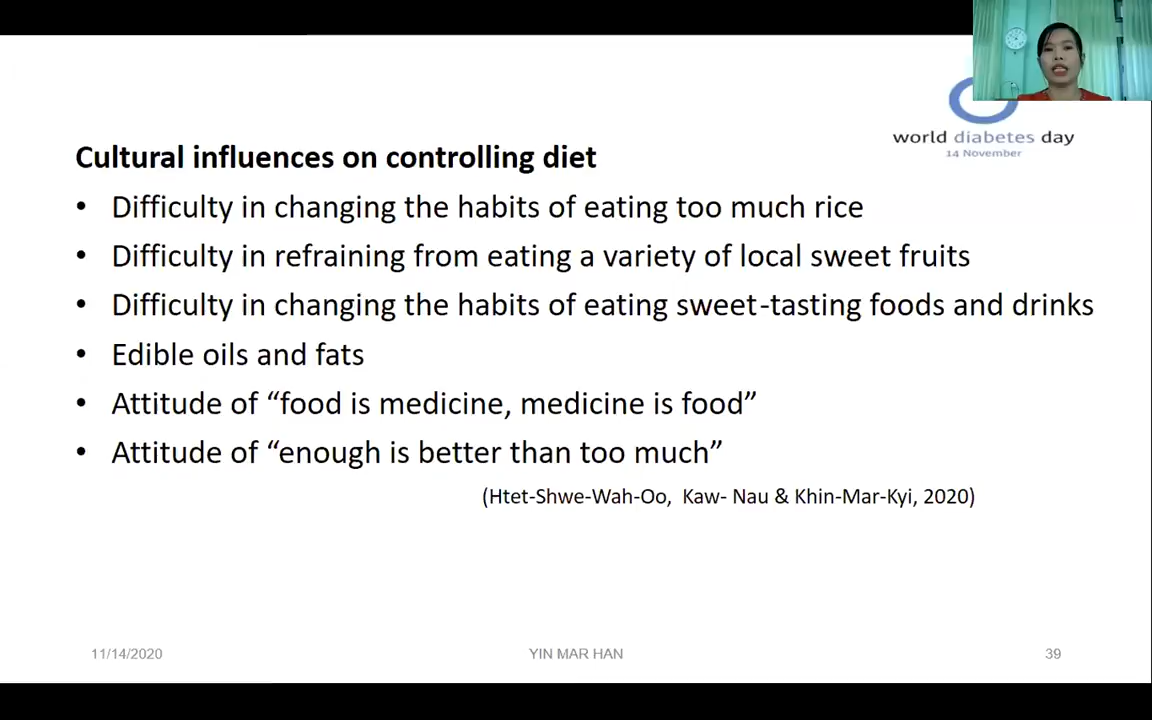 world diabetes day
14 November
Cultural influences on controlling diet
• Difficulty in changing the habits of eating too much rice
• Difficulty in refraining from eating a variety of local sweet fruits
• Difficulty in changing the habits of eating sweet-tasting foods and drinks
• Edible oils and fats
• Attitude of “food is medicine, medicine is food”
• Attitude of “enough is better than too much”
(Htet-Shwe-Wah-Oo, Kaw- Nau & Khin-Mar-Kyi, 2020)
11/14/2020 YIN MAR HAN 39